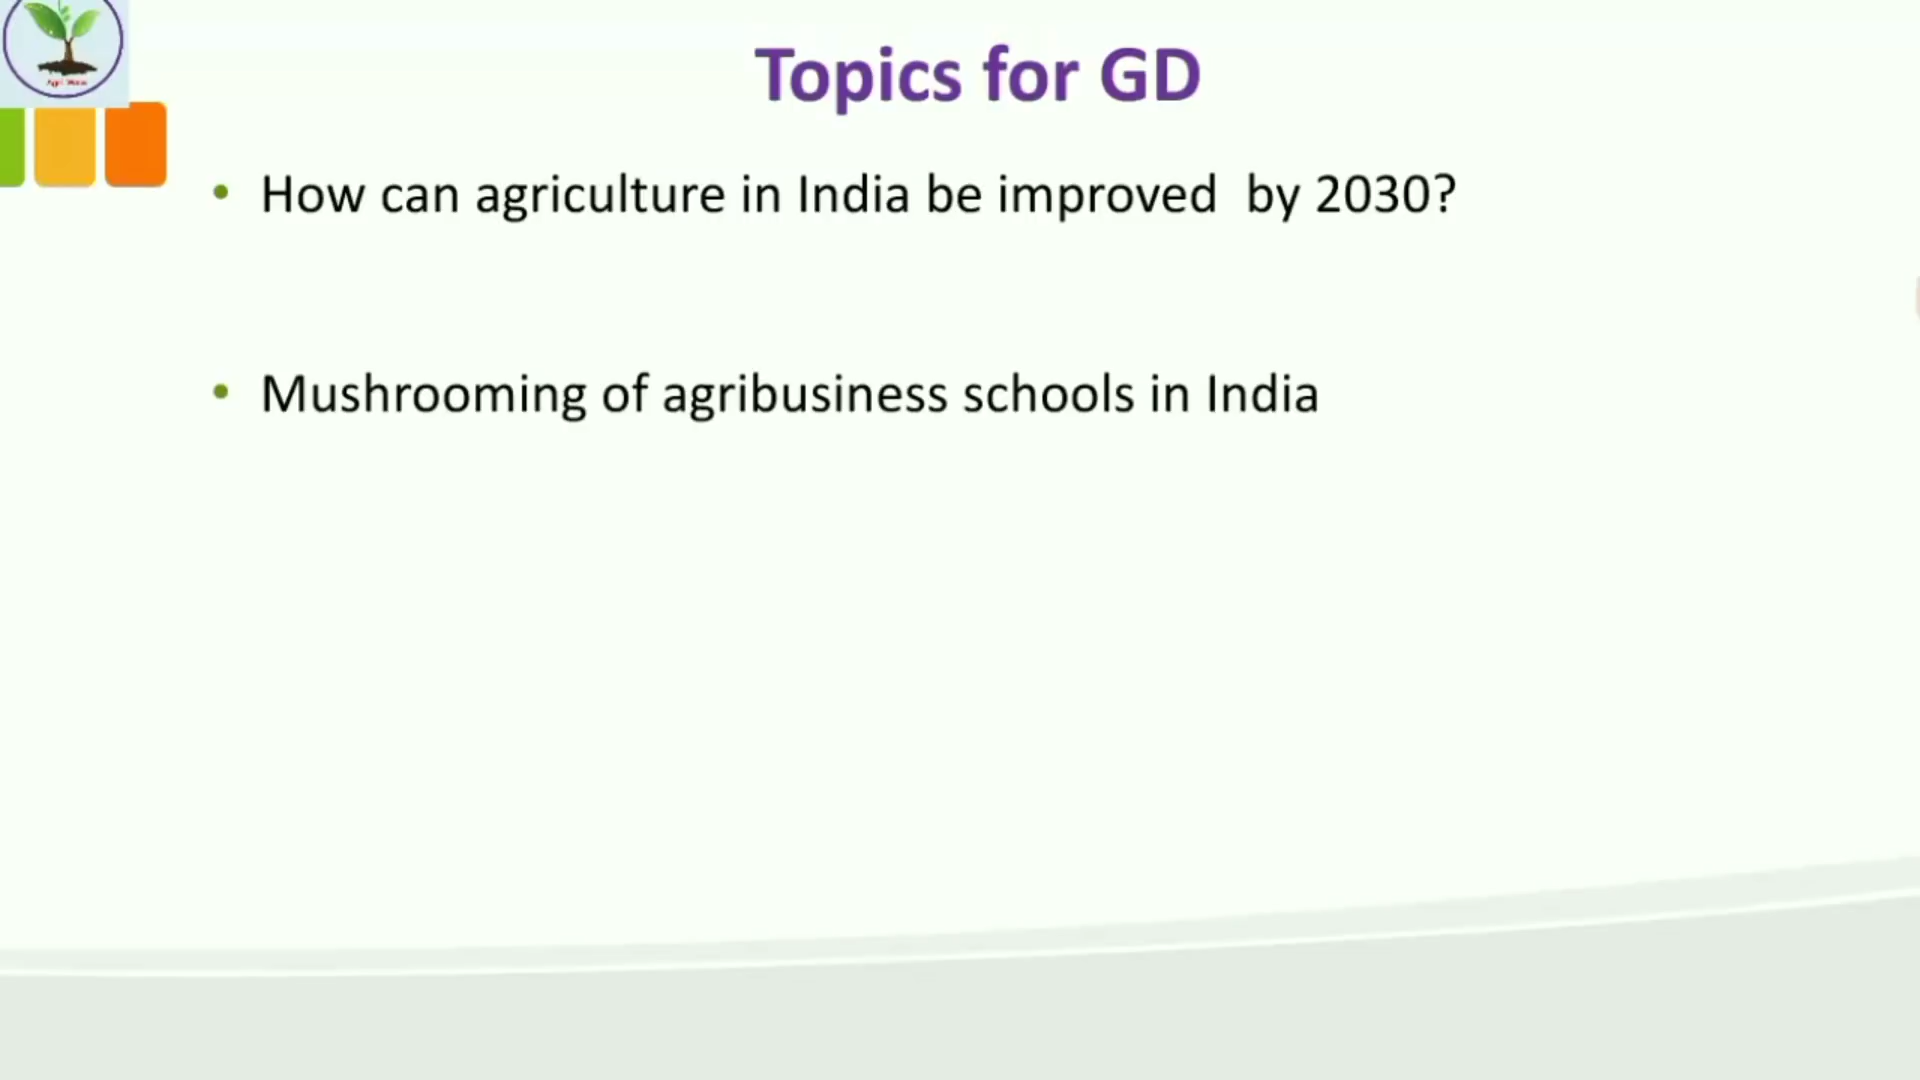 Topics for GD
• How can agriculture in India be improved by 2030?
• Mushrooming of agribusiness schools in India